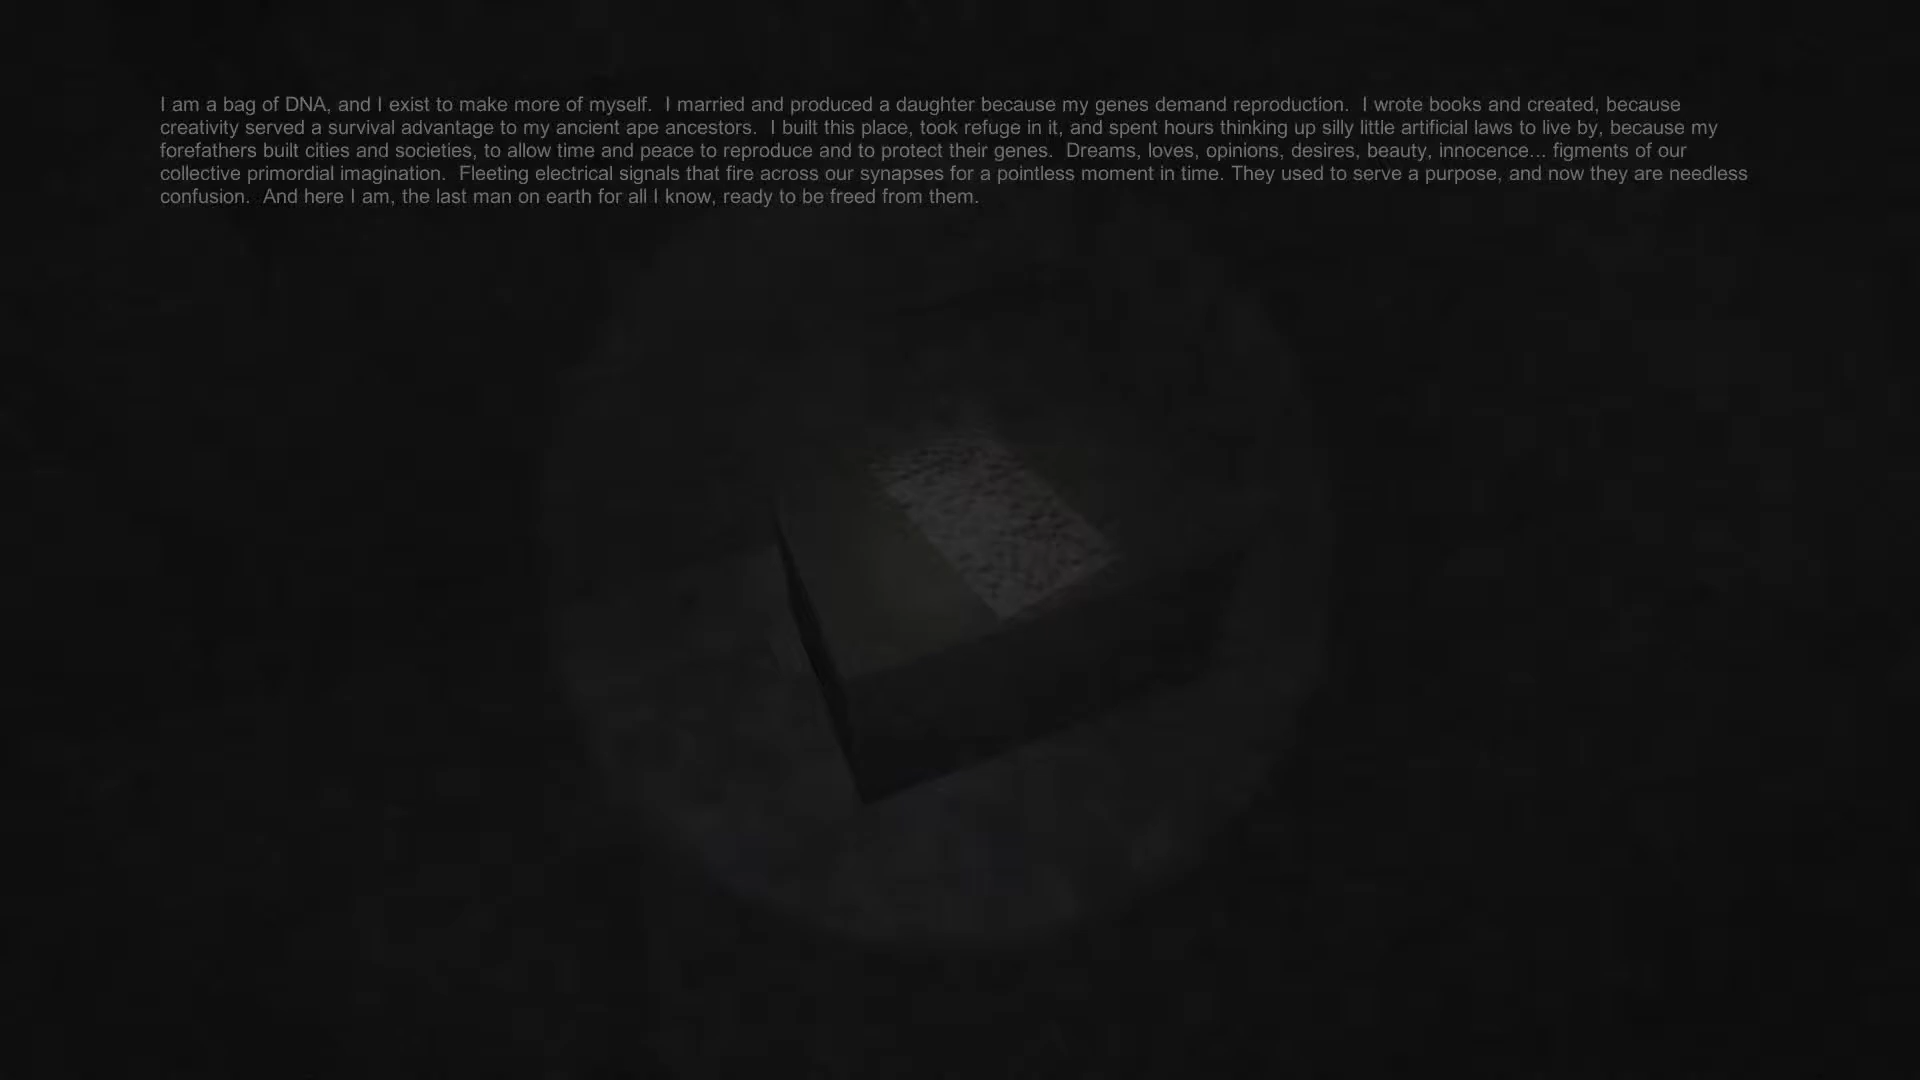 I am a bag of DNA, and I exist to make more of myself.  I married and produced a daughter because my genes demand reproduction.  I wrote books and created, because
creativity served a survival advantage to my ancient ape ancestors.  I built this place, took refuge in it, and spent hours thinking up silly little artificial laws to live by, because my
forefathers built cities and societies, to allow time and peace to reproduce and to protect their genes.  Dreams, loves, opinions, desires, beauty, innocence... figments of our
collective primordial imagination.  Fleeting electrical signals that fire across our synapses for a pointless moment in time. They used to serve a purpose, and now they are needless
confusion.  And here I am, the last man on earth for all I know, ready to be freed from them.